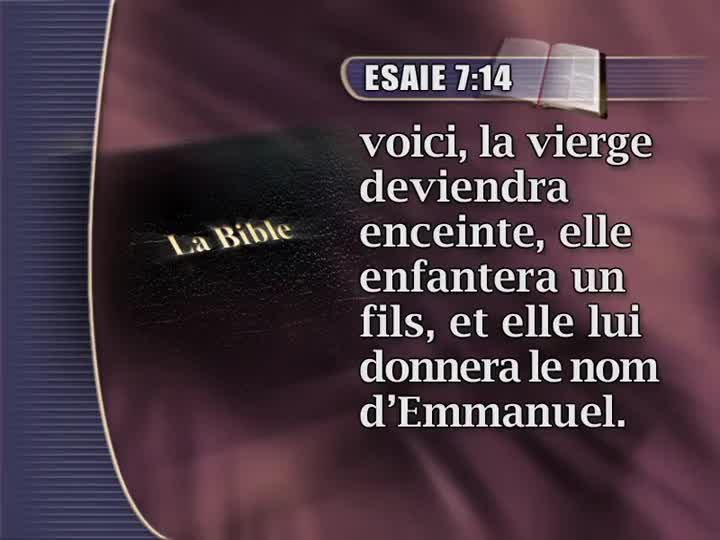 ESAIE 7:14
voici, la vierge
deviendra
enceinte, elle
enfantera un
fils, et elle lui
donnera le nom
d’Emmanuel.
La Bible